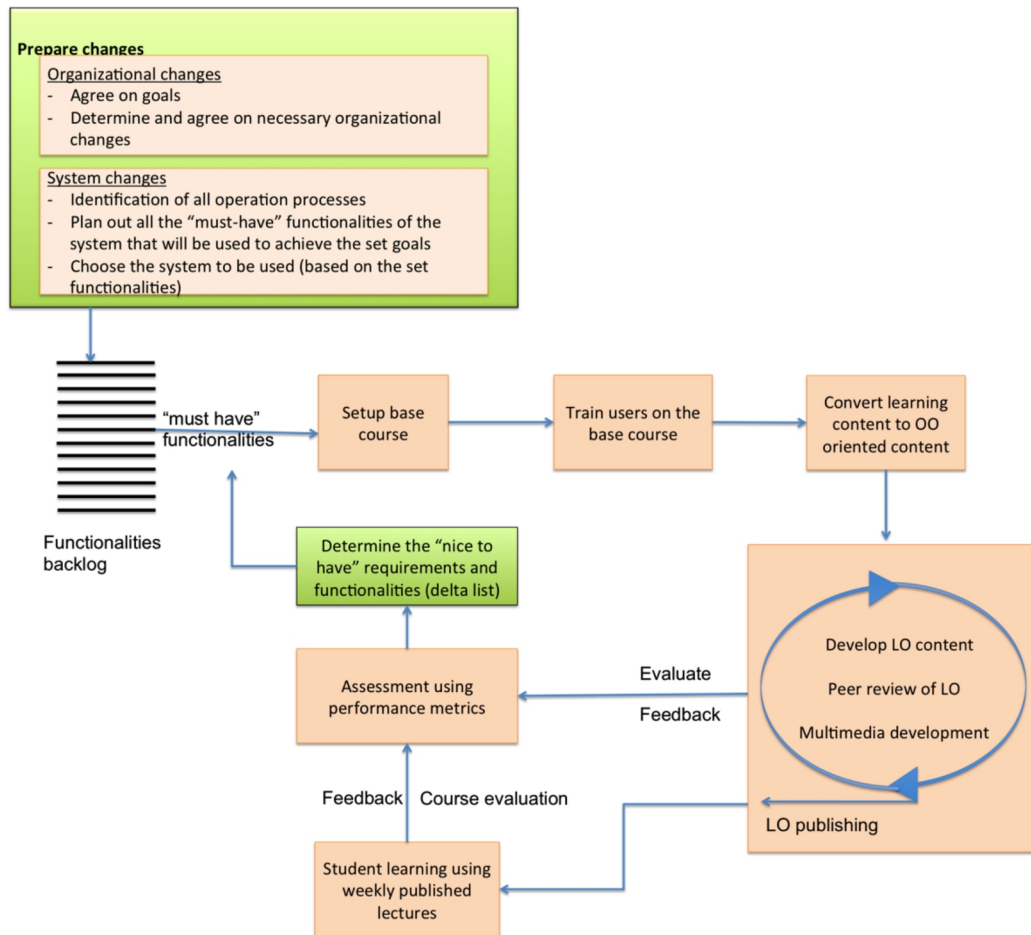 Prepare changes
Organizational changes
- Agree on goals
- Determine and agree on necessary organizational
changes
System changes
- Identification of all operation processes
- Plan out all the “must-have” functionalities of the
system that will be used to achieve the set goals
- Choose the system to be used (based on the set
functionalities)
“must have”
functionalities
Functionalities
backlog
Setup base
course
Train users on the
base course
Convert learning
content to OO
oriented content
Determine the “nice to
have” requirements and
functionalities (delta list)
Develop LO content
Peer review of LO
Multimedia development
LO publishing
Evaluate
Feedback
Assessment using
performance metrics
Feedback
Course evaluation
Student learning using
weekly published
lectures